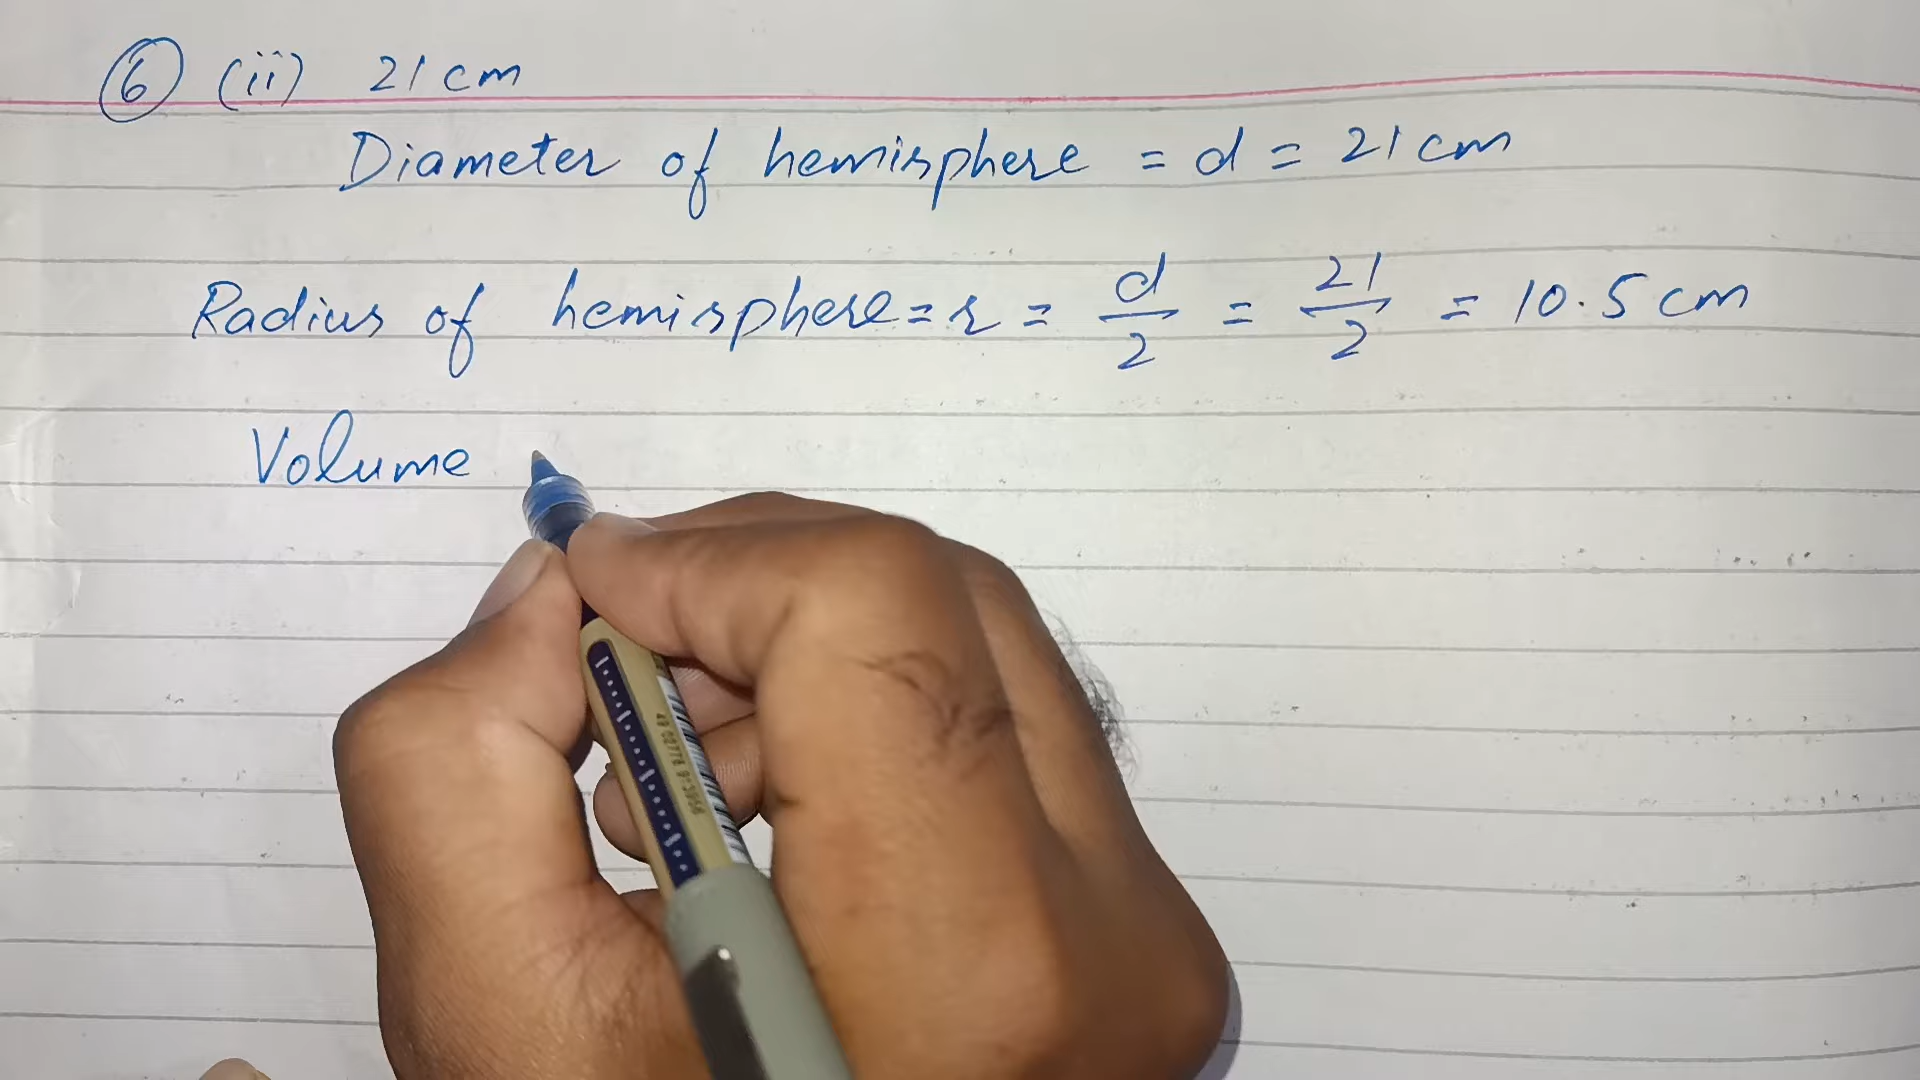 6 (ii) 21 cm
Diameter of hemisphere = d = 21 cm
Radius of hemisphere = r = d/2 = 21/2 = 10.5 cm
Volume